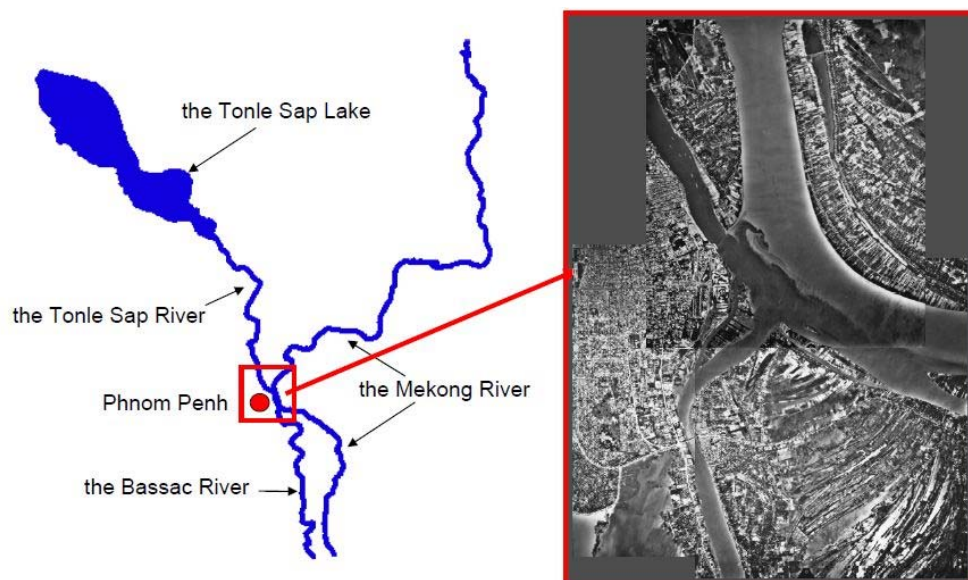 the Tonle Sap Lake
the Tonle Sap River
Phnom Penh
the Mekong River
the Bassac River